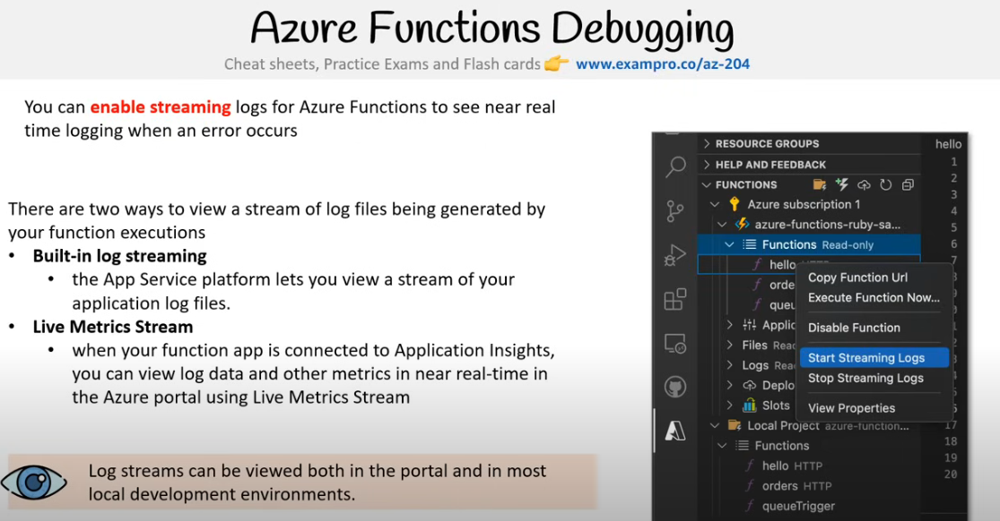 Azure Functions Debugging
Cheat sheets, Practice Exams and Flash cards 👉 www.exampro.co/az-204
You can enable streaming logs for Azure Functions to see near real
time logging when an error occurs
There are two ways to view a stream of log files being generated by
your function executions
• Built-in log streaming
• the App Service platform lets you view a stream of your
application log files.
• Live Metrics Stream
• when your function app is connected to Application Insights,
you can view log data and other metrics in near real-time in
the Azure portal using Live Metrics Stream
Log streams can be viewed both in the portal and in most
local development environments.
RESOURCE GROUPS
HELP AND FEEDBACK
FUNCTIONS
Azure subscription 1
azure-functions-ruby-sa...
Functions Read-only
hello
orde
queu
Applic
Files Read
Logs Rea
Deplo
Slots
Local Project azure-function...
Functions
hello HTTP
orders HTTP
queueTrigger
Copy Function Url
Execute Function Now...
Disable Function
Start Streaming Logs
Stop Streaming Logs
View Properties
hello
1
2
3
4
5
6
7
17
18
19
20